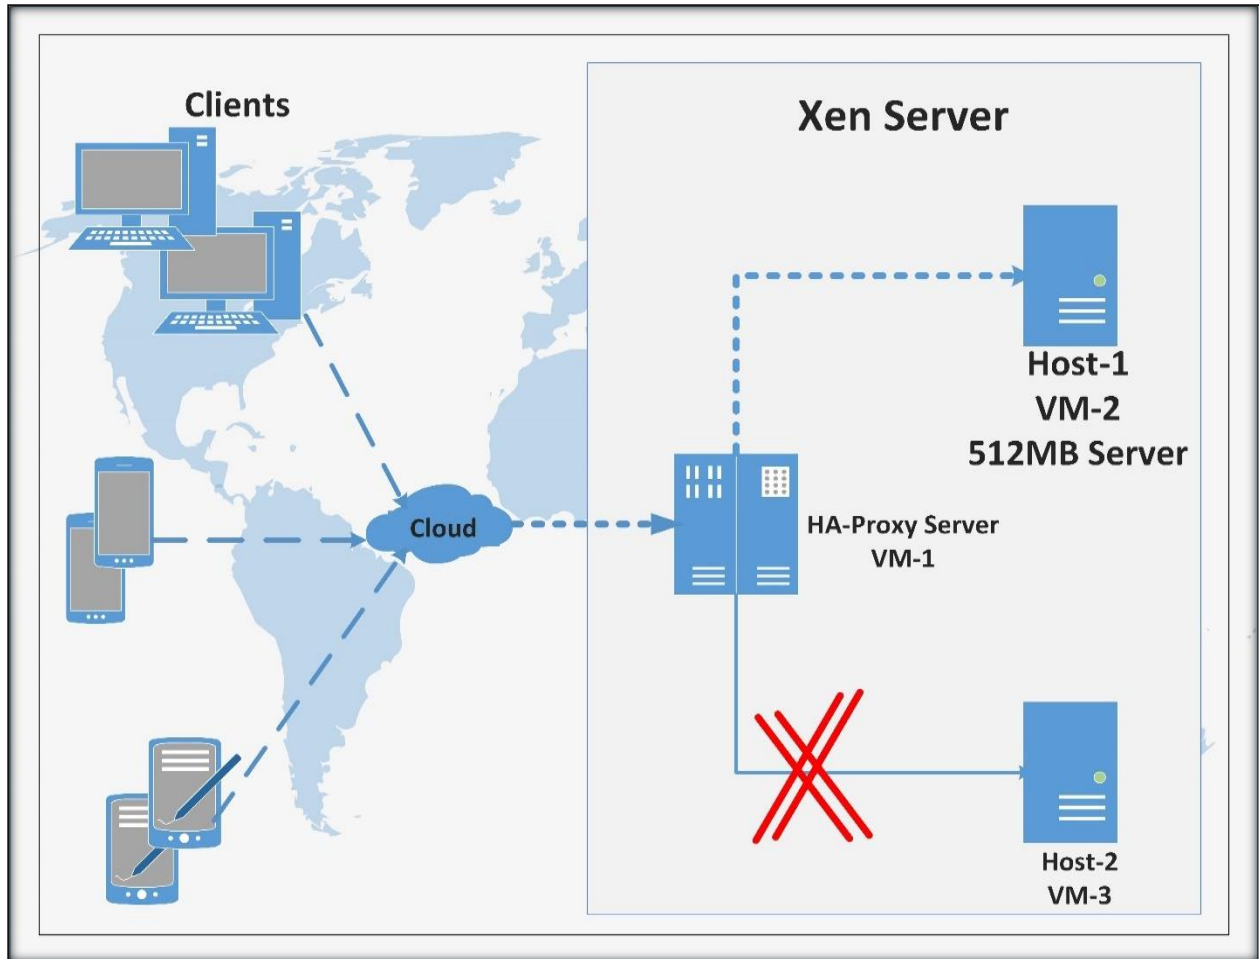 Clients
Xen Server
Host-1
VM-2
512MB Server
Cloud
HA-Proxy Server
VM-1
Host-2
VM-3